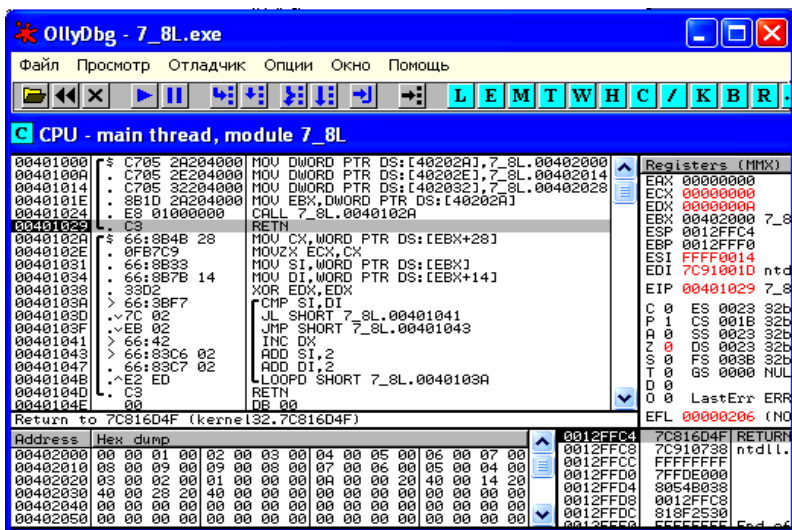 OllyDbg - 7_8L.exe
Файл Просмотр Отладчик Опции Окно Помощь
L E M T W H C / K B R
C CPU - main thread, module 7_8L
00401000 $ C705 2A204000 MOV DWORD PTR DS:[40202A],7_8L.00402000
0040100A . C705 2E204000 MOV DWORD PTR DS:[40202E],7_8L.00402014
00401014 . C705 32204000 MOV DWORD PTR DS:[402032],7_8L.00402028
0040101E . 8B1D 2A204000 MOV EBX,DWORD PTR DS:[40202A]
00401024 . E8 01000000 CALL 7_8L.0040102A
00401029 . C3 RETN
0040102A $ 66:8B4B 28 MOV CX,WORD PTR DS:[EBX+28]
0040102E . 0FB7C9 MOVZX ECX,CX
00401031 . 66:8B33 MOV SI,WORD PTR DS:[EBX]
00401034 . 66:8B7B 14 MOV DI,WORD PTR DS:[EBX+14]
00401038 . 33D2 XOR EDX,EDX
0040103A > 66:3BF7 CMP SI,DI
0040103D .v7C 02 JL SHORT 7_8L.00401041
0040103F .vEB 02 JMP SHORT 7_8L.00401043
00401041 > 66:42 INC DX
00401043 > 66:83C6 02 ADD SI,2
00401047 . 66:83C7 02 ADD DI,2
0040104B .^E2 ED LOOPD SHORT 7_8L.0040103A
0040104D . C3 RETN
0040104E 00 DB 00
Return to 7C816D4F (kernel32.7C816D4F)
Registers (MMX)
EAX 00000000
ECX 00000000
EDX 0000000A
EBX 00402000 7_8
ESP 0012FFC4
EBP 0012FFF0
ESI FFFF0014
EDI 7C91001D ntd
EIP 00401029 7_8
C 0 ES 0023 32b
P 1 CS 001B 32b
A 0 SS 0023 32b
Z 0 DS 0023 32b
S 0 FS 003B 32b
T 0 GS 0000 NUL
D 0
O 0 LastErr ERR
EFL 00000206 (NO
Address Hex dump
00402000 00 00 01 00 02 00 03 00 04 00 05 00 06 00 07 00
00402010 08 00 09 00 09 00 03 00 07 00 06 00 05 00 04 00
00402020 03 00 02 00 01 00 00 00 0A 00 00 20 40 00 14 20
00402030 40 00 28 20 40 00 00 00 00 00 00 00 00 00 00 00
00402040 00 00 00 00 00 00 00 00 00 00 00 00 00 00 00 00
00402050 00 00 00 00 00 00 00 00 00 00 00 00 00 00 00 00
0012FFC4 7C816D4F RETURN
0012FFC8 7C910738 ntdll.
0012FFCC FFFFFFFF
0012FFD0 7FFDE000
0012FFD4 8054B038
0012FFD8 0012FFC8
0012FFDC 818F2530